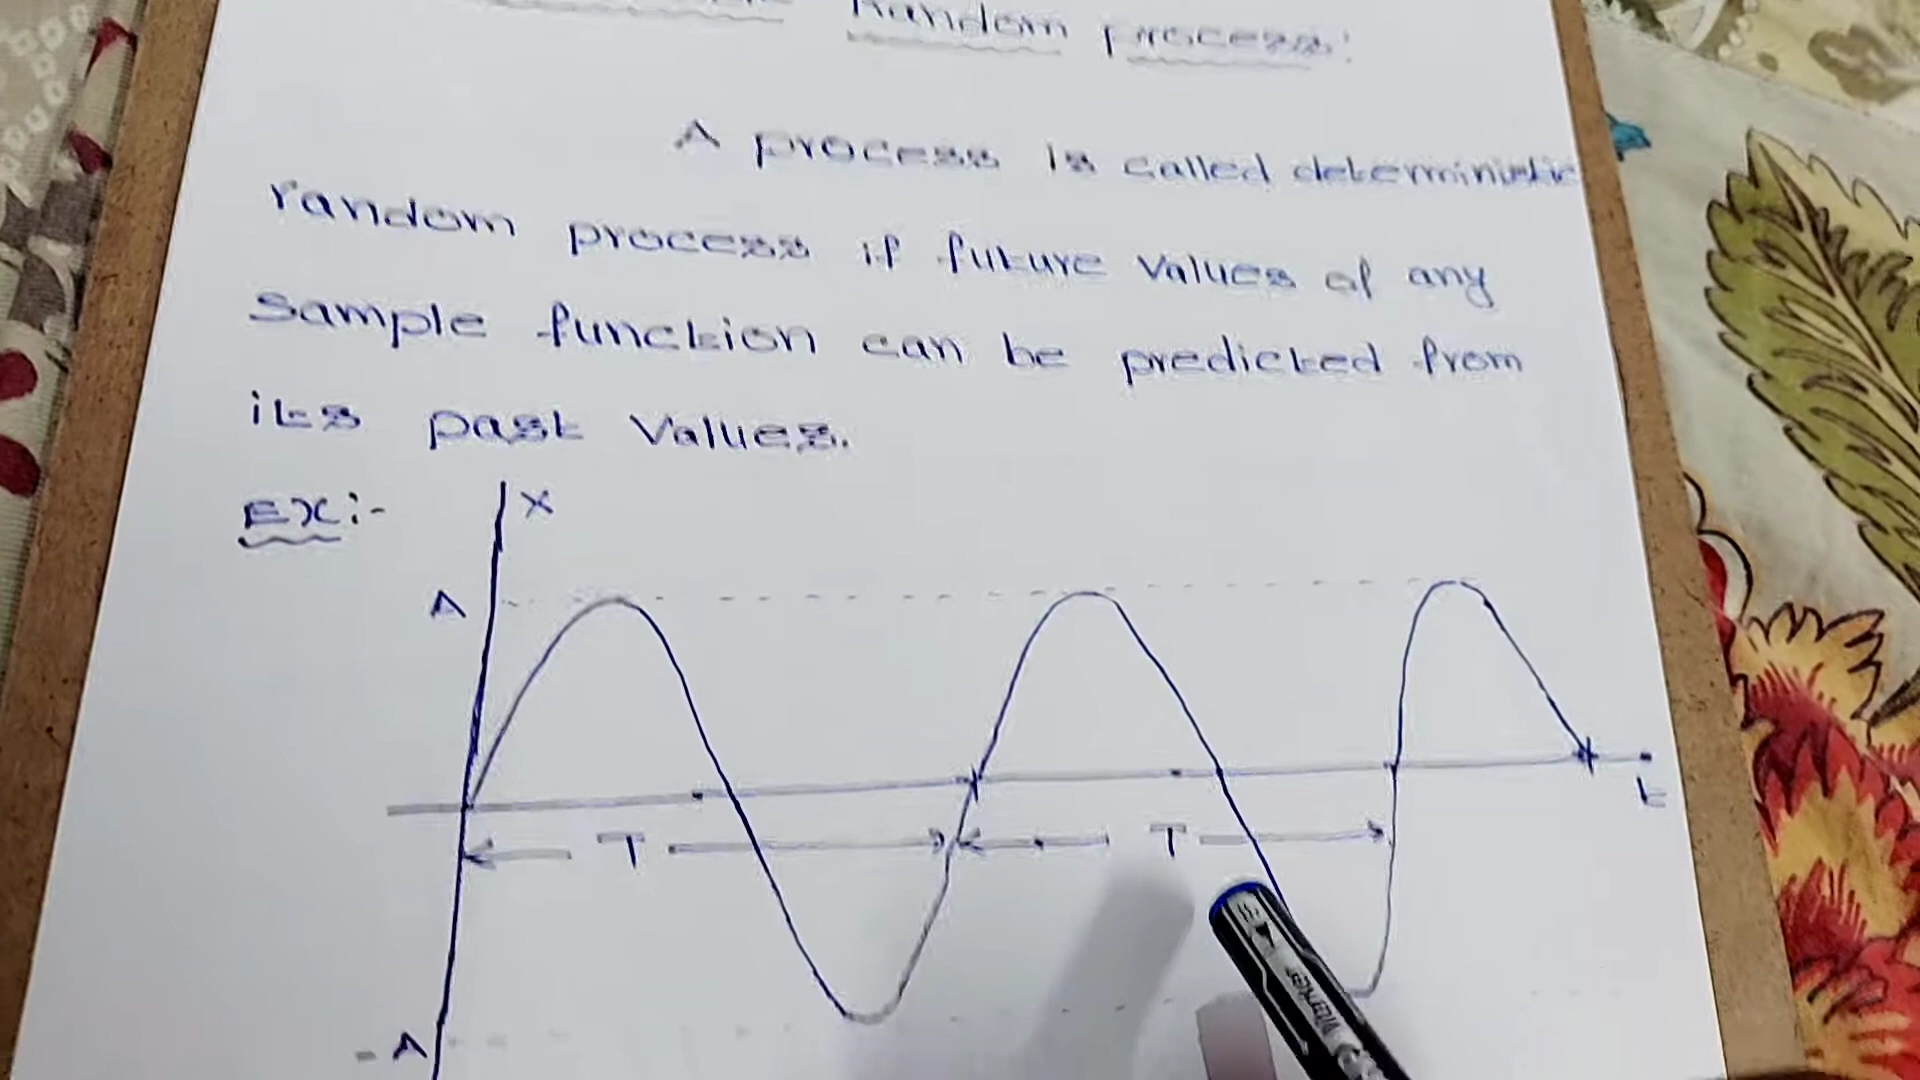 Random process:
A process is called deterministic
random process if future values of any
sample function can be predicted from
its past values.
Ex:-
X
A
t
T T
-A